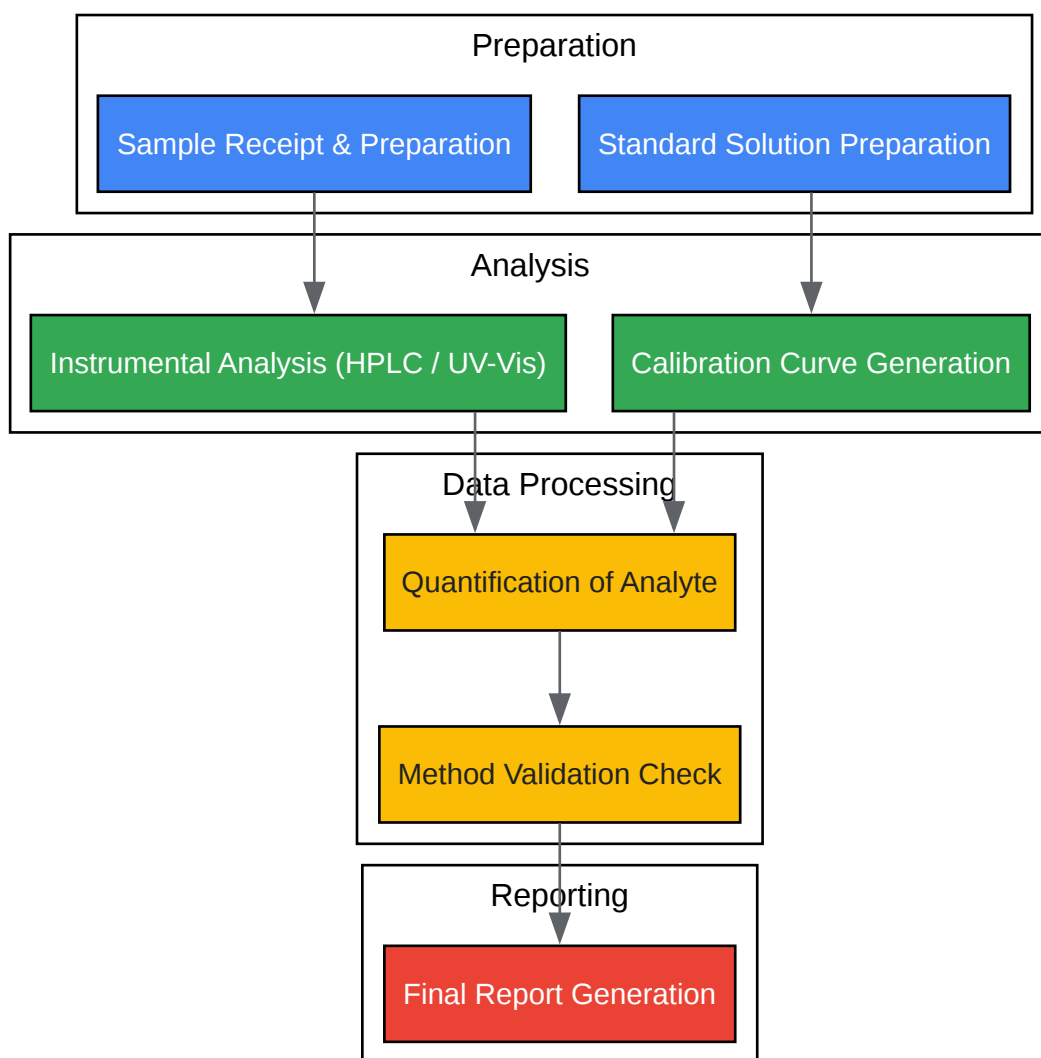 Preparation
Sample Receipt & Preparation
Standard Solution Preparation
Analysis
Instrumental Analysis (HPLC / UV-Vis)
Calibration Curve Generation
Data Processing
Quantification of Analyte
Method Validation Check
Reporting
Final Report Generation